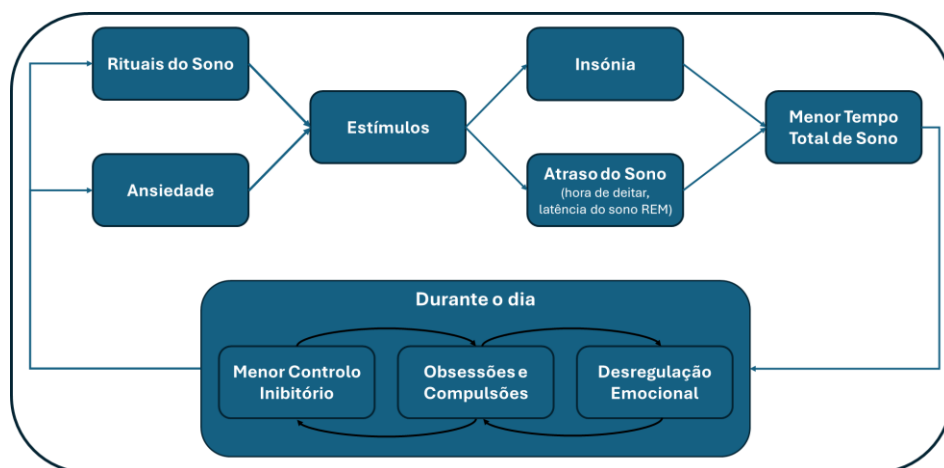 Rituais do Sono
Ansiedade
Estímulos
Insónia
Atraso do Sono
(hora de deitar,
latência do sono REM)
Menor Tempo
Total de Sono
Durante o dia
Menor Controlo
Inibitório
Obsessões e
Compulsões
Desregulação
Emocional